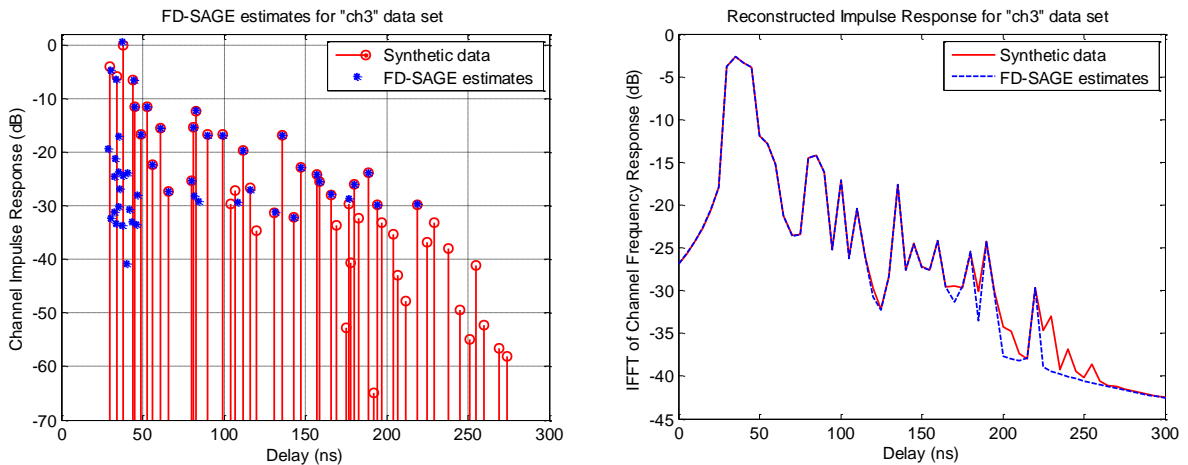 FD-SAGE estimates for "ch3" data set
Channel Impulse Response (dB)
0
-10
-20
-30
-40
-50
-60
-70
Synthetic data
FD-SAGE estimates
0 50 100 150 200 250 300
Delay (ns)
Reconstructed Impulse Response for "ch3" data set
IFFT of Channel Frequency Response (dB)
0
-5
-10
-15
-20
-25
-30
-35
-40
-45
Synthetic data
FD-SAGE estimates
0 50 100 150 200 250 300
Delay (ns)